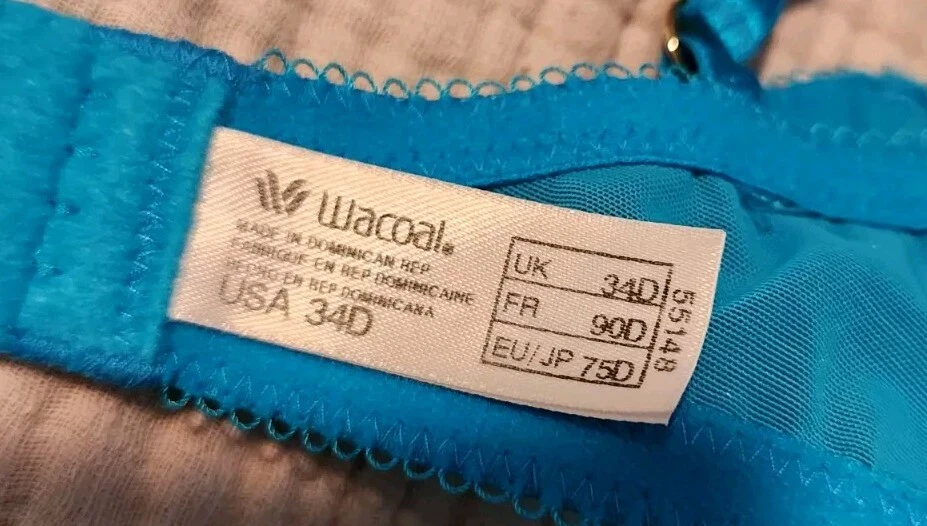 Wacoal®
MADE IN DOMINICAN REP
FABRIQUE EN REP DOMINICAINE
HECHO EN REP DOMINICANA
USA 34D
UK 34D
FR 90D
EU/JP 75D
55148